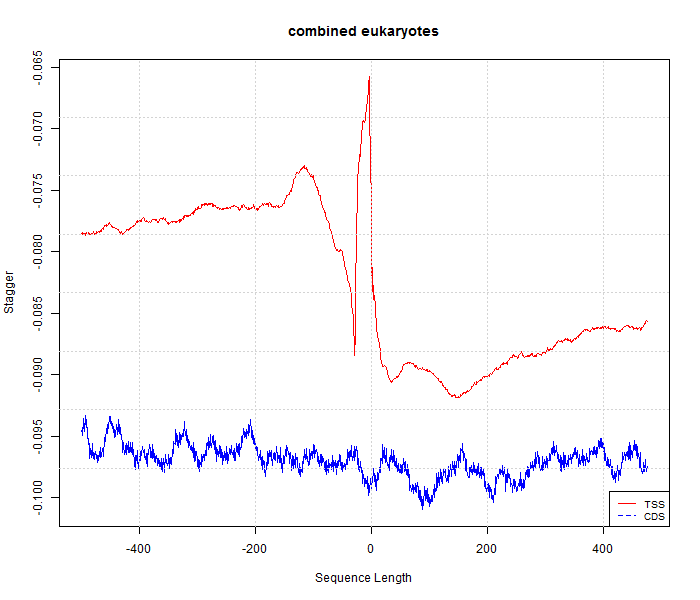 combined eukaryotes
Stagger
-0.065
-0.070
-0.075
-0.080
-0.085
-0.090
-0.095
-0.100
TSS
CDS
-400
-200
0
200
400
Sequence Length